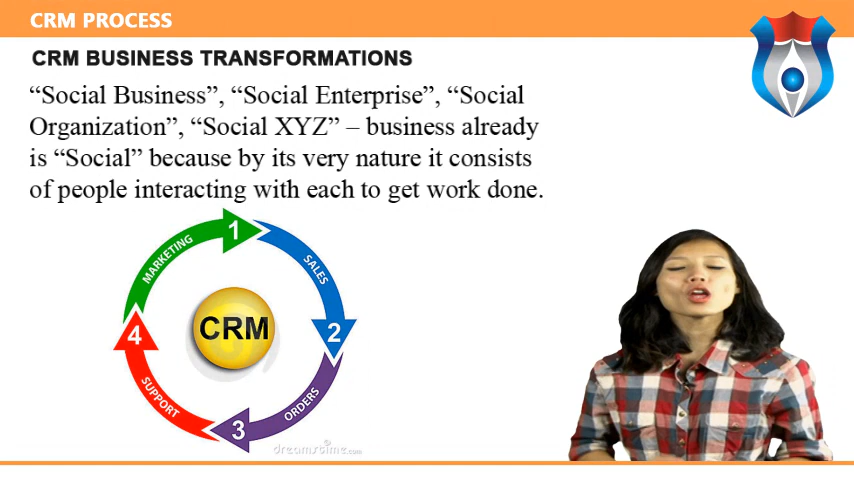 CRM PROCESS
CRM BUSINESS TRANSFORMATIONS
“Social Business”, “Social Enterprise”, “Social
Organization”, “Social XYZ” – business already
is “Social” because by its very nature it consists
of people interacting with each to get work done.
1
MARKETING
SALES
CRM
2
4
SUPPORT
ORDERS
3
dreamstime.com